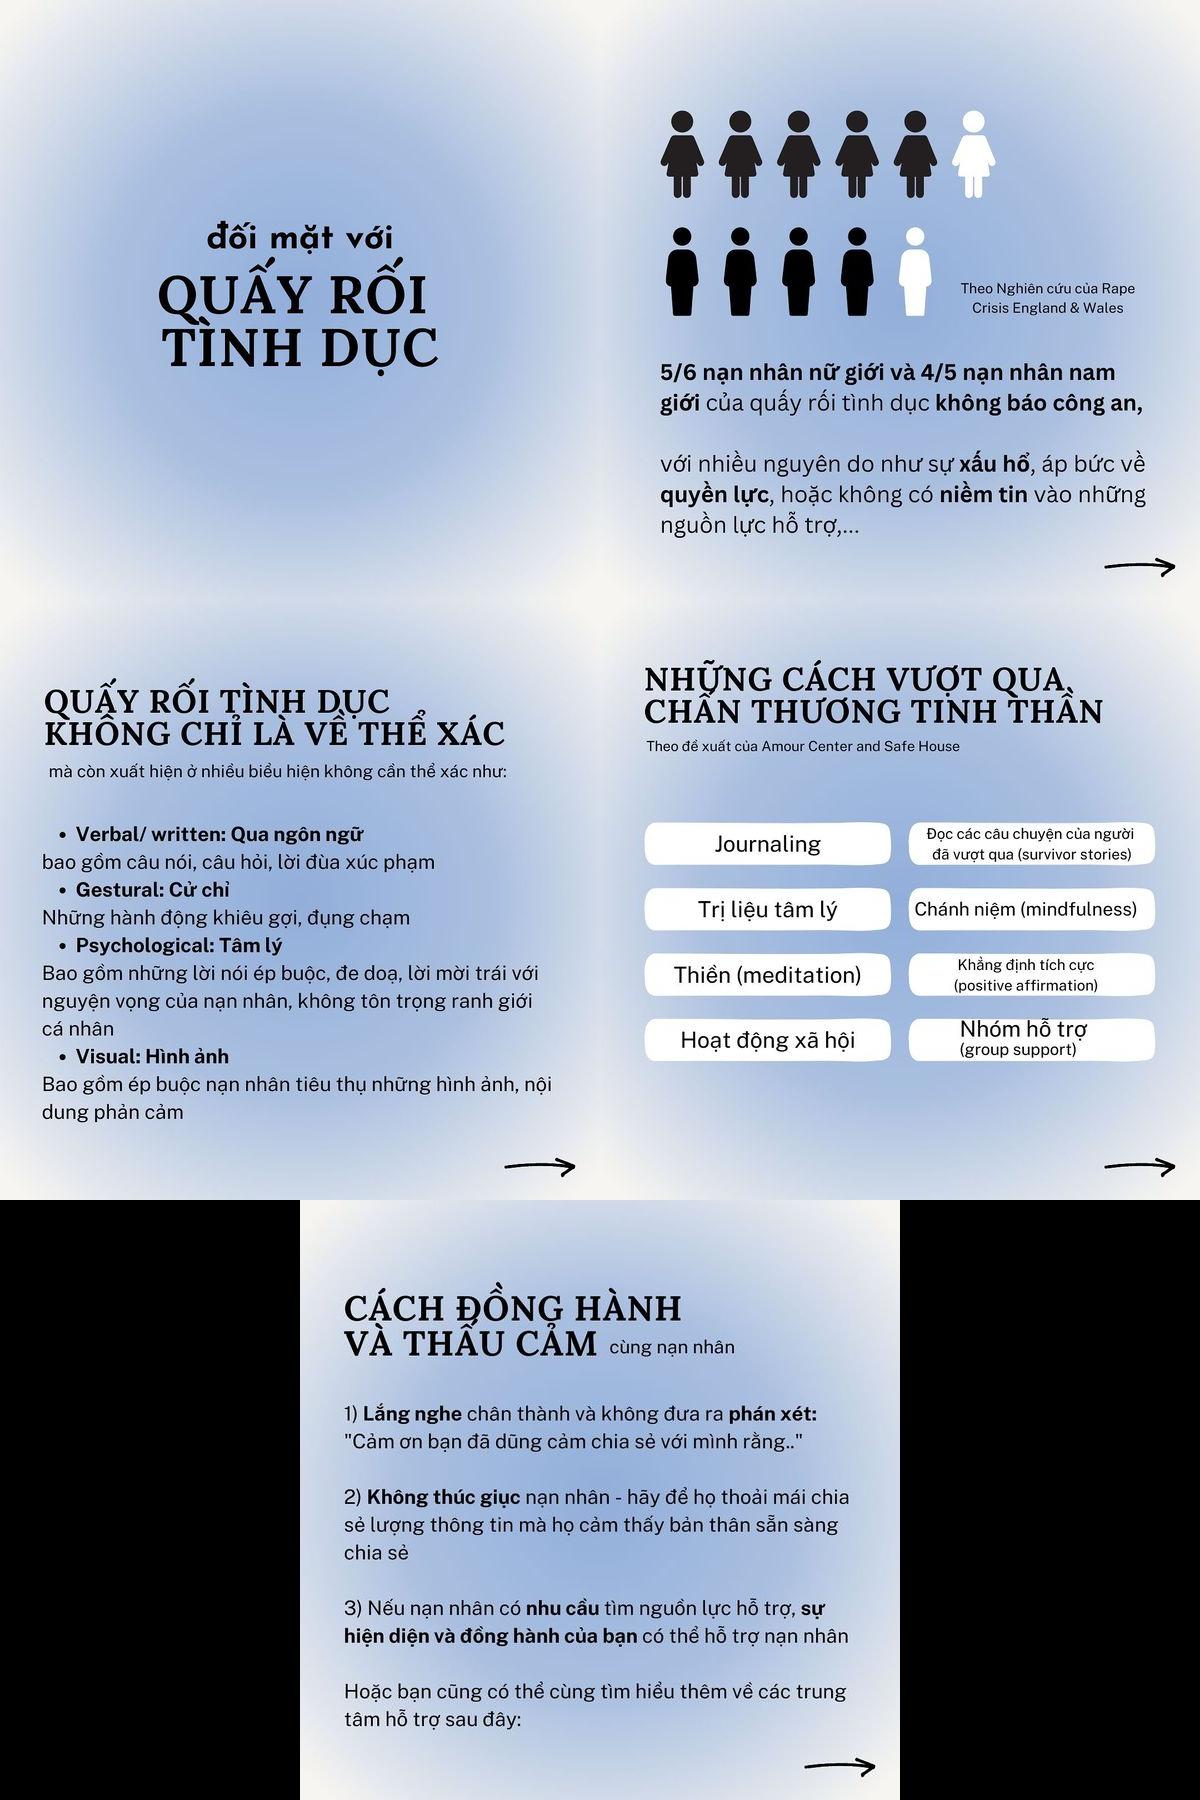 đối mặt với
QUẤY RỐI
TÌNH DỤC
Theo Nghiên cứu của Rape
Crisis England & Wales
5/6 nạn nhân nữ giới và 4/5 nạn nhân nam
giới của quấy rối tình dục không báo công an,
với nhiều nguyên do như sự xấu hổ, áp bức về
quyền lực, hoặc không có niềm tin vào những
nguồn lực hỗ trợ,...
QUẤY RỐI TÌNH DỤC
KHÔNG CHỈ LÀ VỀ THỂ XÁC
mà còn xuất hiện ở nhiều biểu hiện không cần thể xác như:
• Verbal/ written: Qua ngôn ngữ
bao gồm câu nói, câu hỏi, lời đùa xúc phạm
• Gestural: Cử chỉ
Những hành động khiêu gợi, đụng chạm
• Psychological: Tâm lý
Bao gồm những lời nói ép buộc, đe doạ, lời mời trái với
nguyện vọng của nạn nhân, không tôn trọng ranh giới
cá nhân
• Visual: Hình ảnh
Bao gồm ép buộc nạn nhân tiêu thụ những hình ảnh, nội
dung phản cảm
NHỮNG CÁCH VƯỢT QUA
CHẤN THƯƠNG TINH THẦN
Theo đề xuất của Amour Center and Safe House
Journaling
Đọc các câu chuyện của người
đã vượt qua (survivor stories)
Trị liệu tâm lý
Chánh niệm (mindfulness)
Thiền (meditation)
Khẳng định tích cực
(positive affirmation)
Hoạt động xã hội
Nhóm hỗ trợ
(group support)
CÁCH ĐỒNG HÀNH
VÀ THẤU CẢM cùng nạn nhân
1) Lắng nghe chân thành và không đưa ra phán xét:
"Cảm ơn bạn đã dũng cảm chia sẻ với mình rằng.."
2) Không thúc giục nạn nhân - hãy để họ thoải mái chia
sẻ lượng thông tin mà họ cảm thấy bản thân sẵn sàng
chia sẻ
3) Nếu nạn nhân có nhu cầu tìm nguồn lực hỗ trợ, sự
hiện diện và đồng hành của bạn có thể hỗ trợ nạn nhân
Hoặc bạn cũng có thể cùng tìm hiểu thêm về các trung
tâm hỗ trợ sau đây: